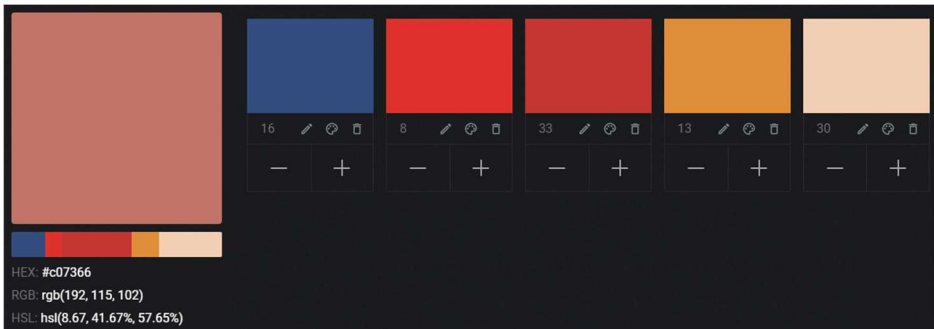 16 8 33 13 30
— + — + — + — + — +
HEX: #c07366
RGB: rgb(192, 115, 102)
HSL: hsl(8.67, 41.67%, 57.65%)